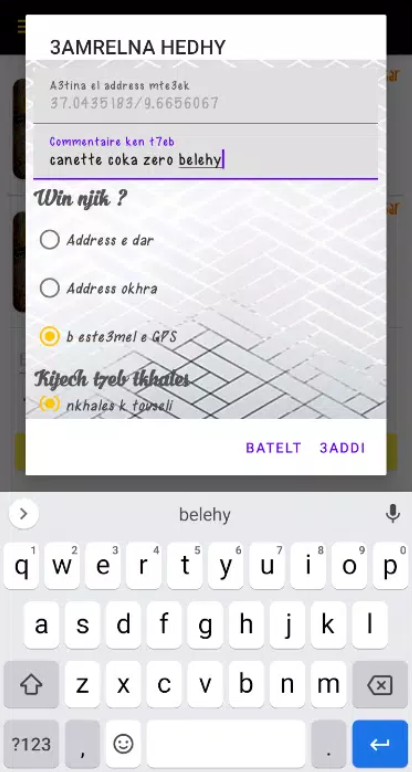 3AMRELNA HEDHY
A3tina el address mte3ek
37.0435183/9.6656067
Commentaire ken t7eb
canette coka zero belehy
Win njik ?
Address e dar
Address okhra
b este3mel e GPS
Kifech t7eb tkhales
nkhales k touseli
BATELT 3ADDI
belehy
1 2 3 4 5 6 7 8 9 0
q w e r t y u i o p
a s d f g h j k l
z x c v b n m
?123 , .